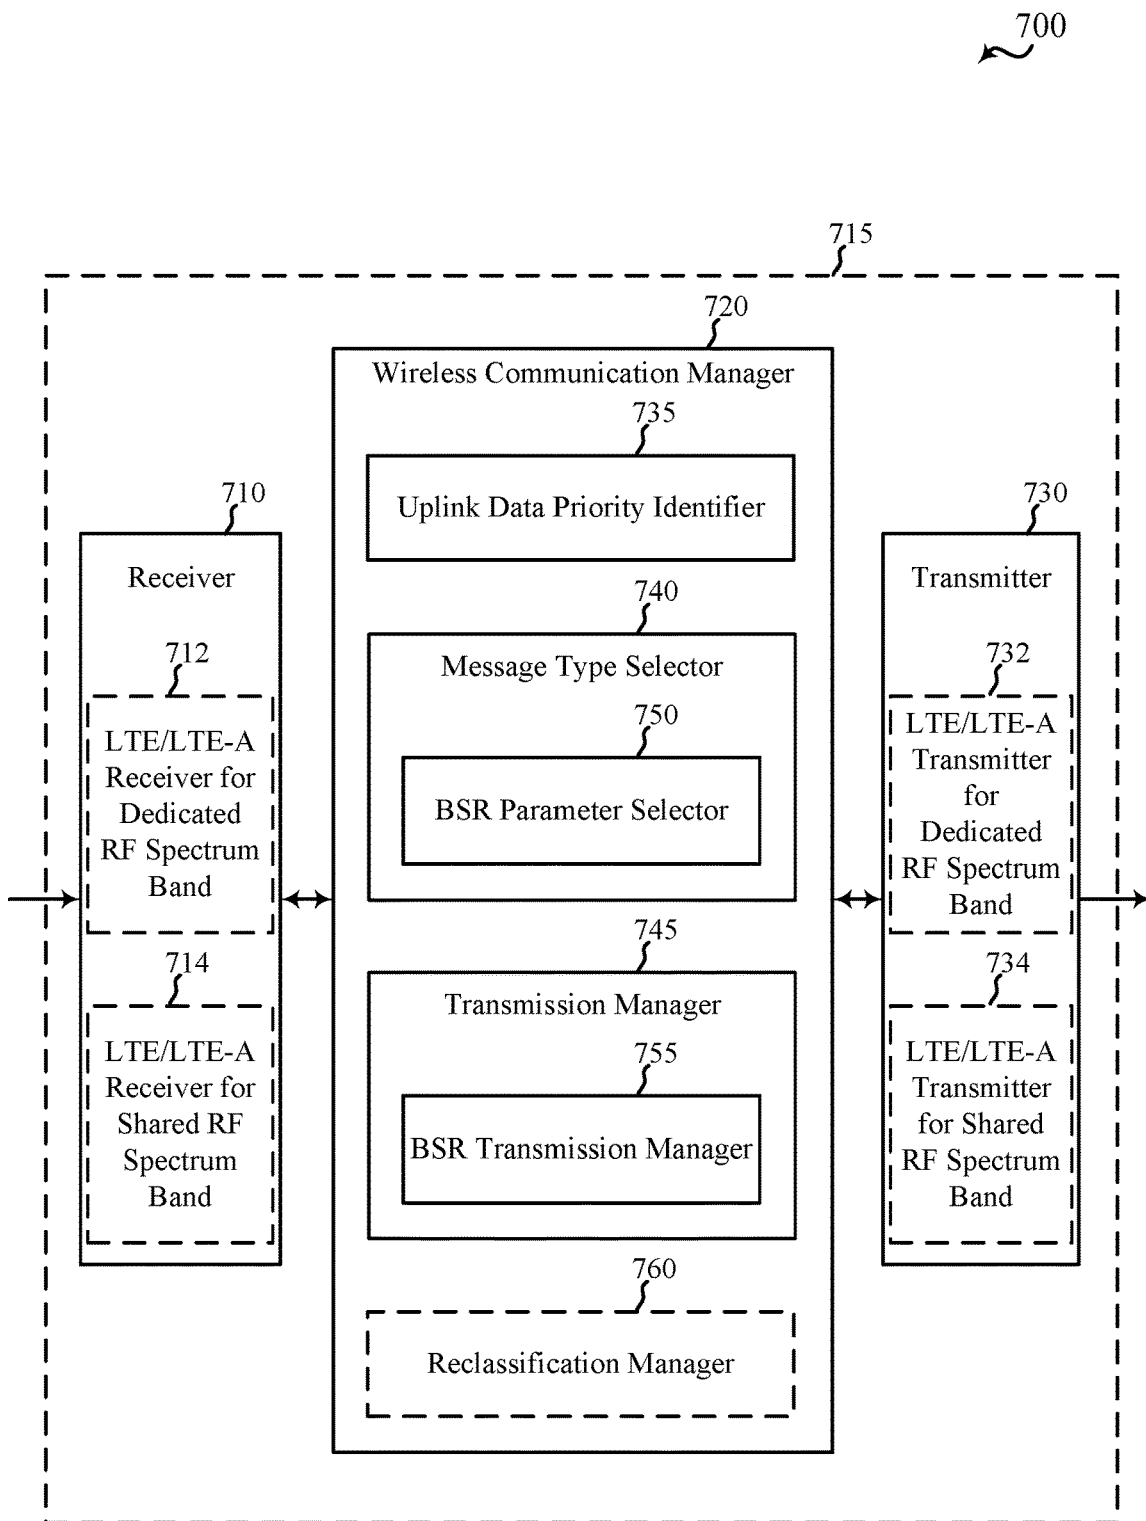 700
715
720
Wireless Communication Manager
735
Uplink Data Priority Identifier
710
Receiver
730
Transmitter
740
Message Type Selector
750
BSR Parameter Selector
712
LTE/LTE-A
Receiver for
Dedicated
RF Spectrum
Band
732
LTE/LTE-A
Transmitter
for
Dedicated
RF Spectrum
Band
745
Transmission Manager
755
BSR Transmission Manager
714
LTE/LTE-A
Receiver for
Shared RF
Spectrum
Band
734
LTE/LTE-A
Transmitter
for Shared
RF Spectrum
Band
760
Reclassification Manager